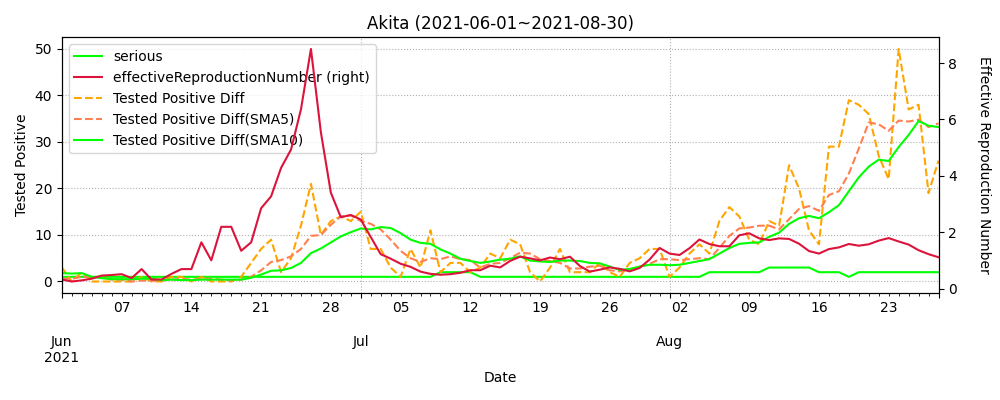 Akita (2021-06-01~2021-08-30)
serious
effectiveReproductionNumber (right)
Tested Positive Diff
Tested Positive Diff(SMA5)
Tested Positive Diff(SMA10)
Tested Positive
50
40
30
20
10
0
8
6
4
2
0
Effective Reproduction Number
07 14 21 28 05 12 19 26 02 09 16 23
Jun Jul Aug
2021
Date